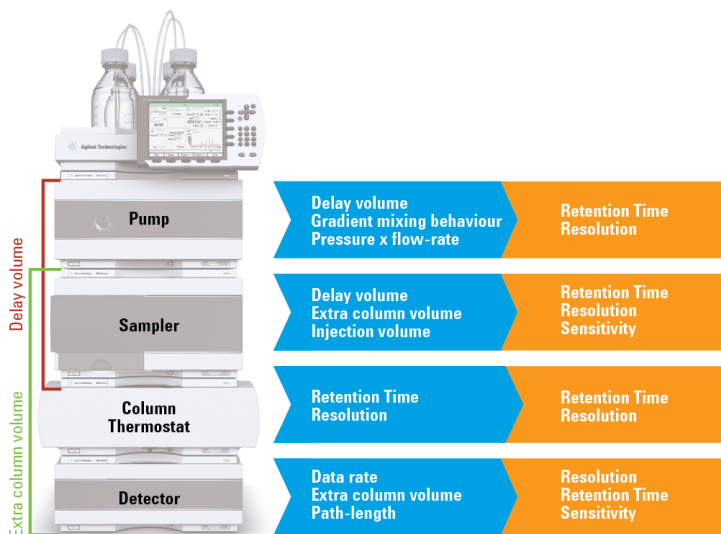 Agilent Technologies
Delay volume
Extra column volume
Pump
Delay volume
Gradient mixing behaviour
Pressure x flow-rate
Retention Time
Resolution
Sampler
Delay volume
Extra column volume
Injection volume
Retention Time
Resolution
Sensitivity
Column
Thermostat
Retention Time
Resolution
Retention Time
Resolution
Detector
Data rate
Extra column volume
Path-length
Resolution
Retention Time
Sensitivity